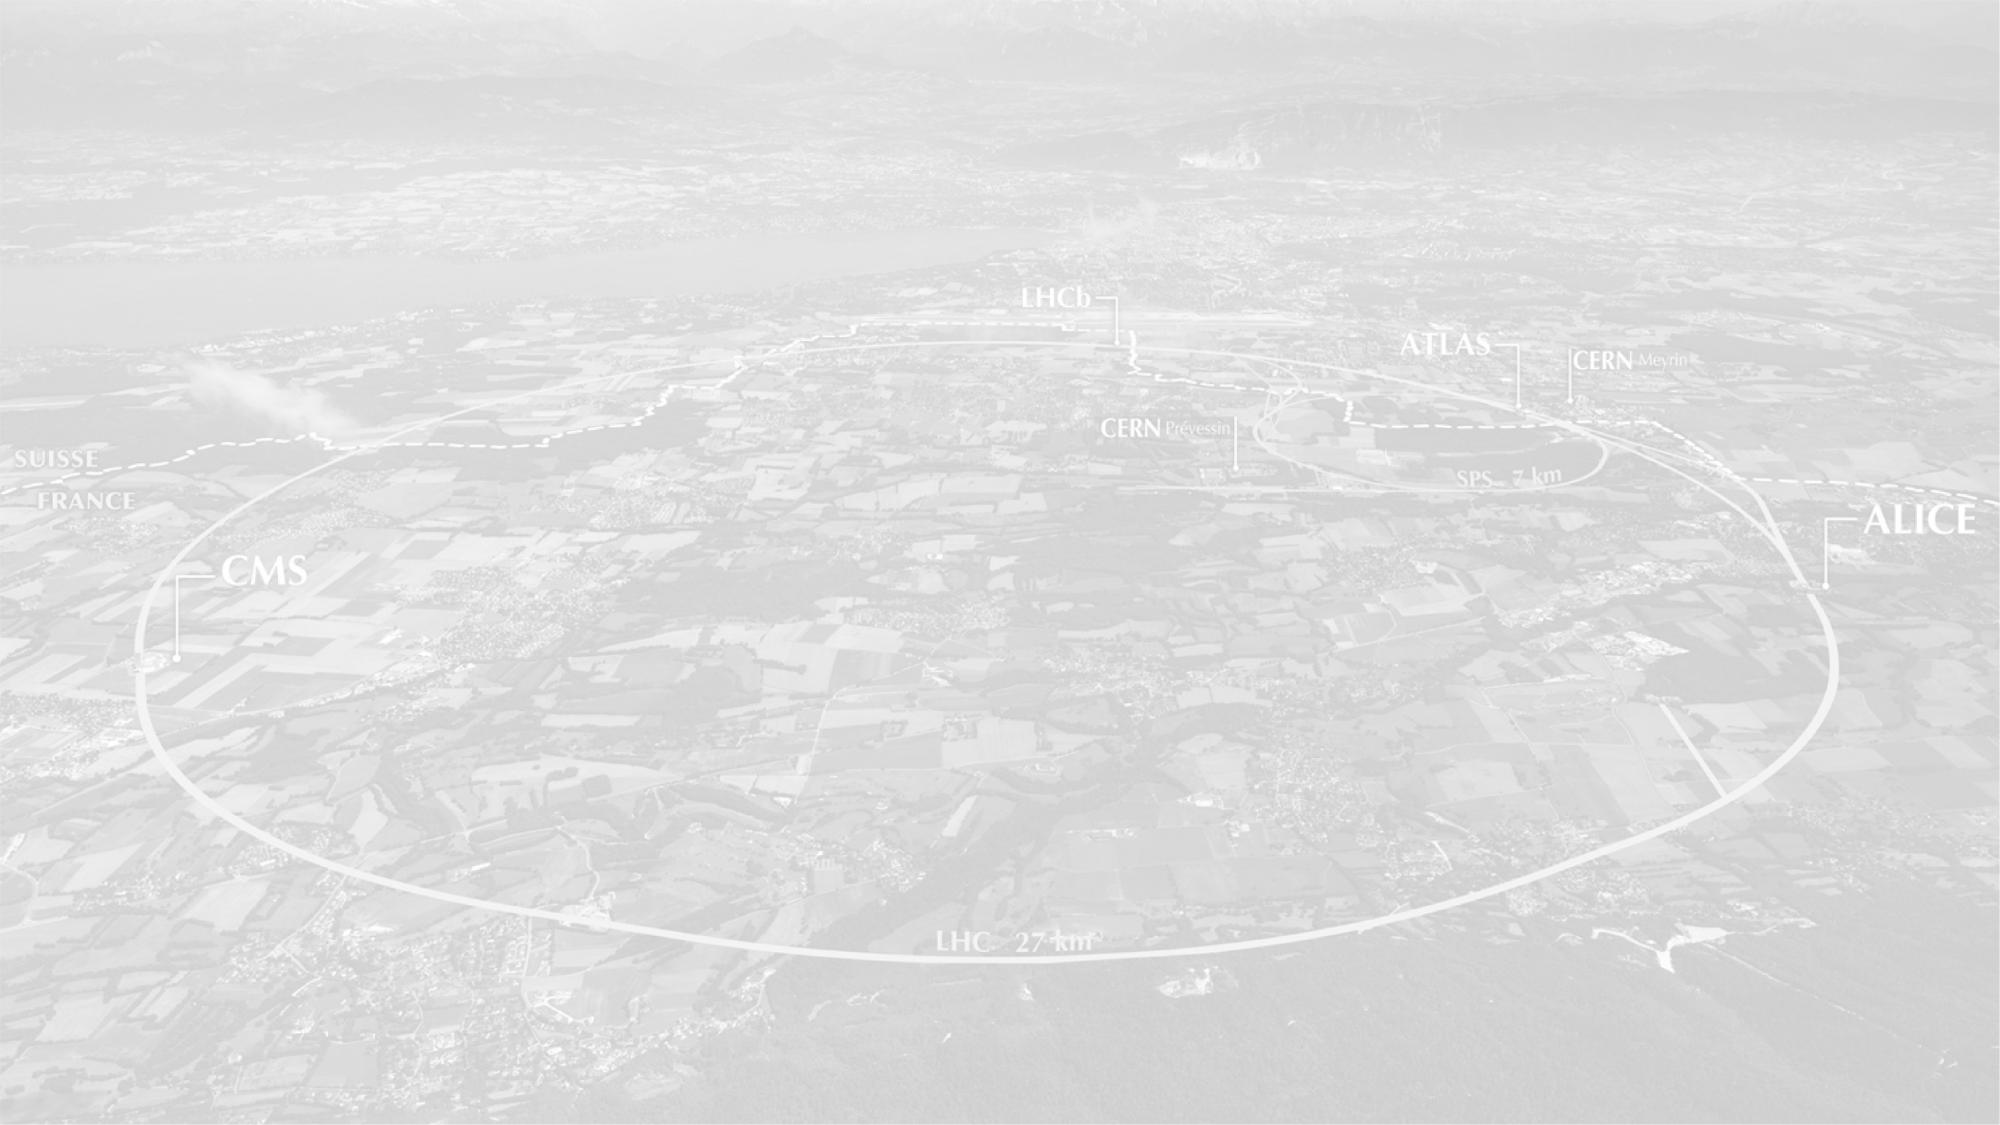 LHCb
ATLAS
CERN Meyrin
CERN Prévessin
SUISSE
FRANCE
SPS 7 km
ALICE
CMS
LHC 27 km